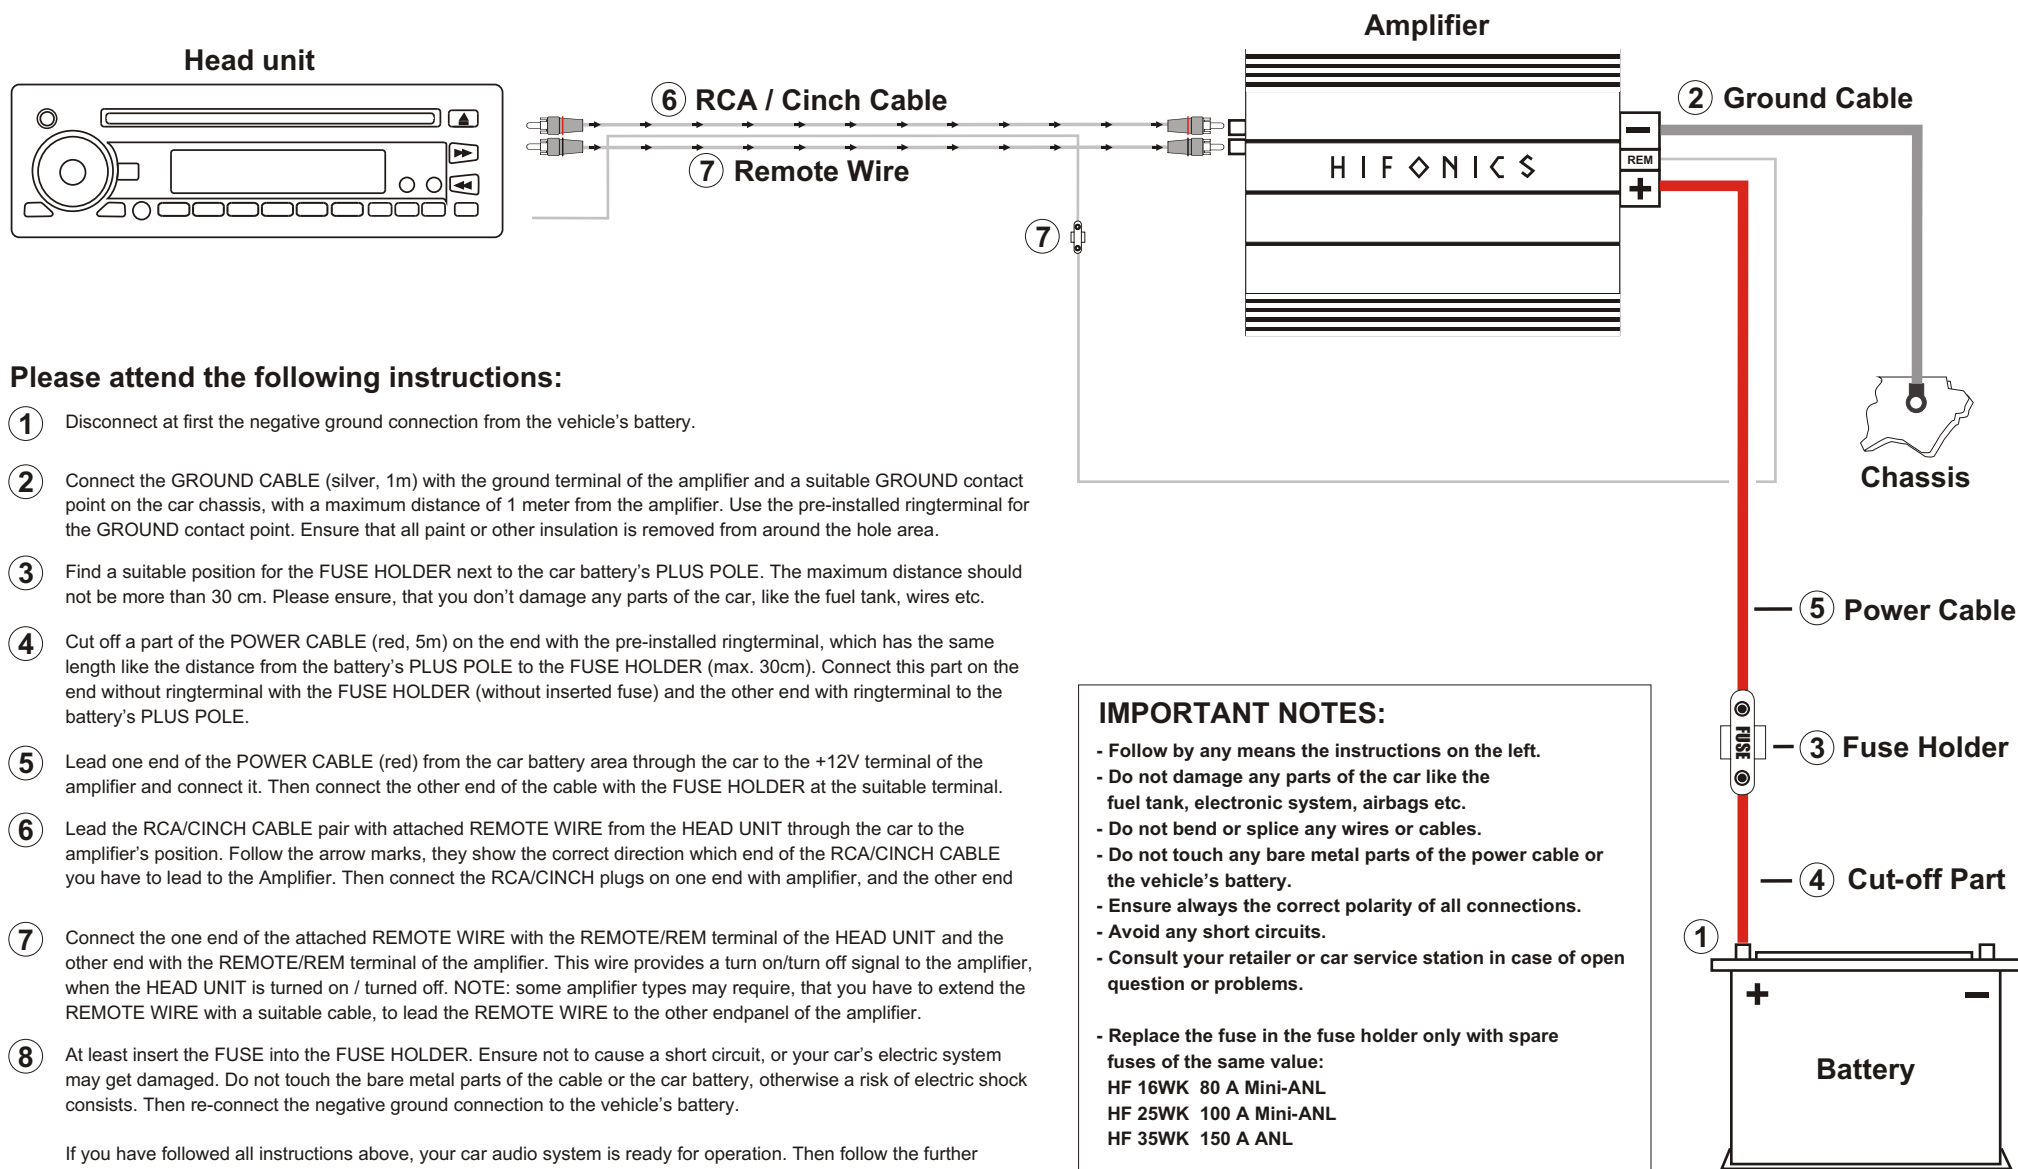 Amplifier
Head unit
6 RCA / Cinch Cable
2 Ground Cable
7 Remote Wire
HIFONICS
−
REM
+
7
Chassis
Please attend the following instructions:
1 Disconnect at first the negative ground connection from the vehicle’s battery.
2 Connect the GROUND CABLE (silver, 1m) with the ground terminal of the amplifier and a suitable GROUND contact
point on the car chassis, with a maximum distance of 1 meter from the amplifier. Use the pre-installed ringterminal for
the GROUND contact point. Ensure that all paint or other insulation is removed from around the hole area.
3 Find a suitable position for the FUSE HOLDER next to the car battery’s PLUS POLE. The maximum distance should
not be more than 30 cm. Please ensure, that you don’t damage any parts of the car, like the fuel tank, wires etc.
4 Cut off a part of the POWER CABLE (red, 5m) on the end with the pre-installed ringterminal, which has the same
length like the distance from the battery’s PLUS POLE to the FUSE HOLDER (max. 30cm). Connect this part on the
end without ringterminal with the FUSE HOLDER (without inserted fuse) and the other end with ringterminal to the
battery’s PLUS POLE.
5 Lead one end of the POWER CABLE (red) from the car battery area through the car to the +12V terminal of the
amplifier and connect it. Then connect the other end of the cable with the FUSE HOLDER at the suitable terminal.
6 Lead the RCA/CINCH CABLE pair with attached REMOTE WIRE from the HEAD UNIT through the car to the
amplifier’s position. Follow the arrow marks, they show the correct direction which end of the RCA/CINCH CABLE
you have to lead to the Amplifier. Then connect the RCA/CINCH plugs on one end with amplifier, and the other end
7 Connect the one end of the attached REMOTE WIRE with the REMOTE/REM terminal of the HEAD UNIT and the
other end with the REMOTE/REM terminal of the amplifier. This wire provides a turn on/turn off signal to the amplifier,
when the HEAD UNIT is turned on / turned off. NOTE: some amplifier types may require, that you have to extend the
REMOTE WIRE with a suitable cable, to lead the REMOTE WIRE to the other endpanel of the amplifier.
8 At least insert the FUSE into the FUSE HOLDER. Ensure not to cause a short circuit, or your car’s electric system
may get damaged. Do not touch the bare metal parts of the cable or the car battery, otherwise a risk of electric shock
consists. Then re-connect the negative ground connection to the vehicle’s battery.
If you have followed all instructions above, your car audio system is ready for operation. Then follow the further
IMPORTANT NOTES:
- Follow by any means the instructions on the left.
- Do not damage any parts of the car like the
fuel tank, electronic system, airbags etc.
- Do not bend or splice any wires or cables.
- Do not touch any bare metal parts of the power cable or
the vehicle’s battery.
- Ensure always the correct polarity of all connections.
- Avoid any short circuits.
- Consult your retailer or car service station in case of open
question or problems.
- Replace the fuse in the fuse holder only with spare
fuses of the same value:
HF 16WK 80 A Mini-ANL
HF 25WK 100 A Mini-ANL
HF 35WK 150 A ANL
5 Power Cable
FUSE
3 Fuse Holder
4 Cut-off Part
1
+ −
Battery